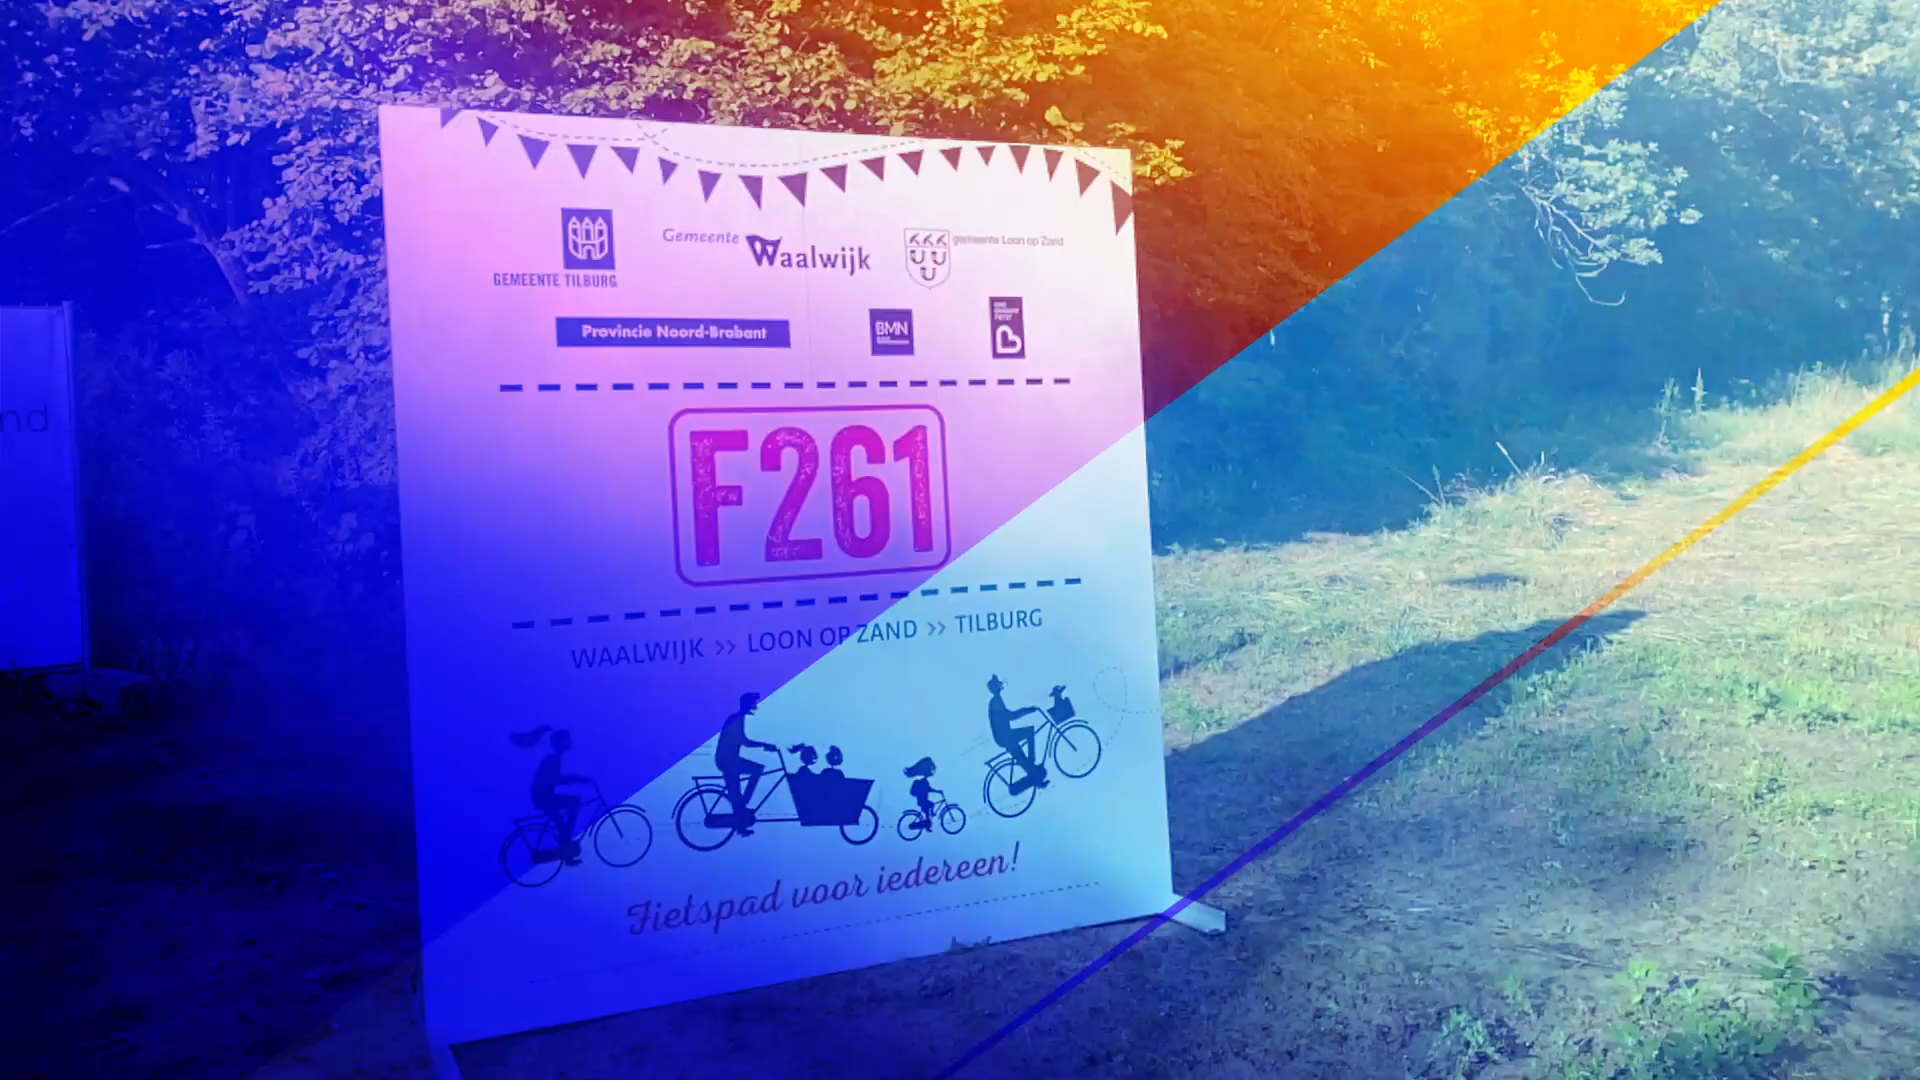 GEMEENTE TILBURG
Gemeente Waalwijk
gemeente Loon op Zand
Provincie Noord-Brabant
BMN
F261
WAALWIJK >> LOON OP ZAND >> TILBURG
Fietspad voor iedereen!
nd